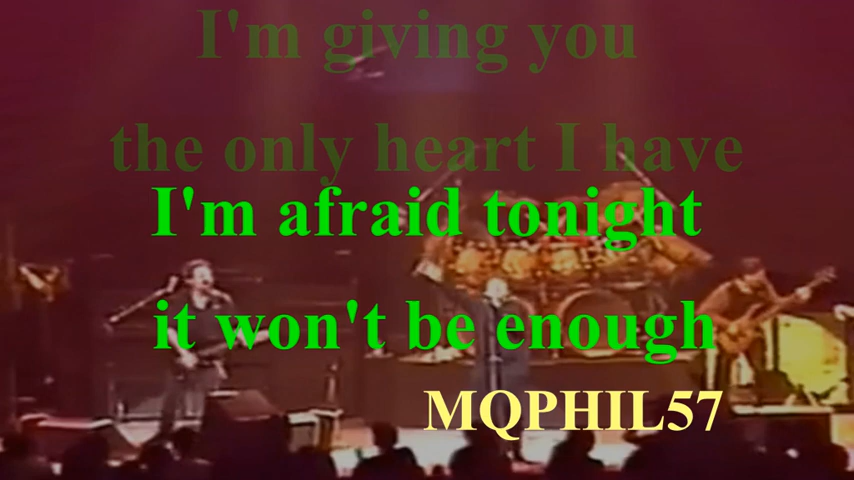 I'm giving you
the only heart I have
I'm afraid tonight
it won't be enough
MQPHIL57